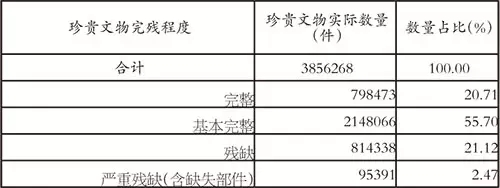 珍贵文物完残程度 珍贵文物实际数量(件) 数量占比(%)
合计 3856268 100.00
完整 798473 20.71
基本完整 2148066 55.70
残缺 814338 21.12
严重残缺(含缺失部件) 95391 2.47